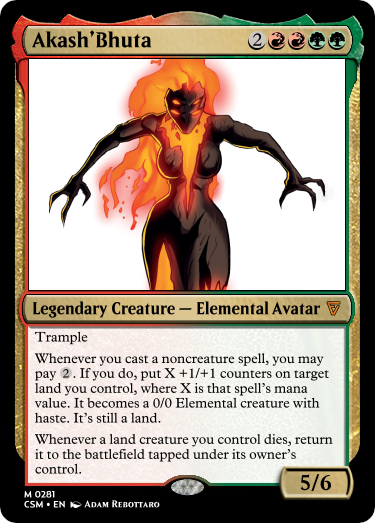 Akash'Bhuta 2
Legendary Creature — Elemental Avatar
Trample
Whenever you cast a noncreature spell, you may
pay 2. If you do, put X +1/+1 counters on target
land you control, where X is that spell's mana
value. It becomes a 0/0 Elemental creature with
haste. It's still a land.
Whenever a land creature you control dies, return
it to the battlefield tapped under its owner's
control.
5/6
M 0281
CSM • EN Adam Rebottaro